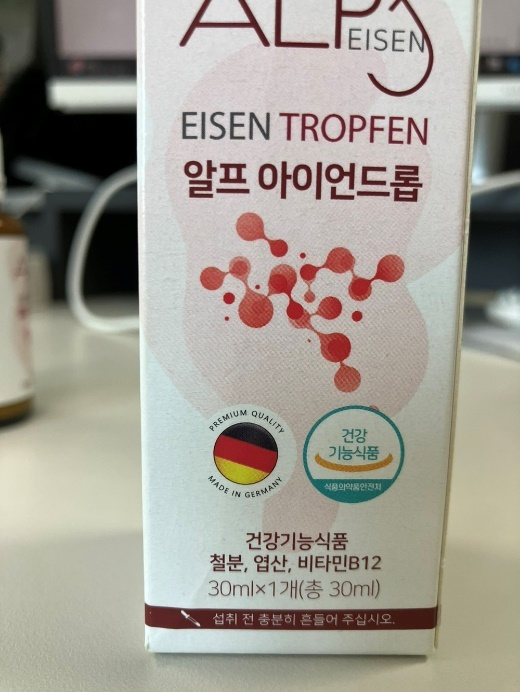 ALPS
EISEN
EISEN TROPFEN
알프 아이언드롭
PREMIUM QUALITY
MADE IN GERMANY
건강
기능식품
식품의약품안전처
건강기능식품
철분, 엽산, 비타민B12
30ml×1개(총 30ml)
섭취 전 충분히 흔들어 주십시오.